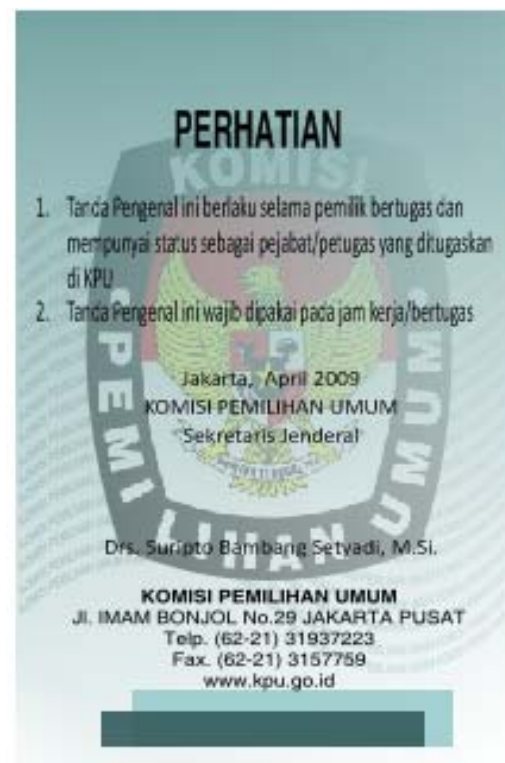 PERHATIAN
KOMISI
PEMILIHAN UMUM
1. Tanda Pengenal ini berlaku selama pemilik bertugas dan
mempunyai status sebagai pejabat/petugas yang ditugaskan
di KPU
2. Tanda Pengenal ini wajib dipakai pada jam kerja/bertugas
Jakarta, April 2009
KOMISI PEMILIHAN UMUM
Sekretaris Jenderal
Drs. Suripto Bambang Setyadi, M.Si.
KOMISI PEMILIHAN UMUM
Jl. IMAM BONJOL No.29 JAKARTA PUSAT
Telp. (62-21) 31937223
Fax. (62-21) 3157759
www.kpu.go.id